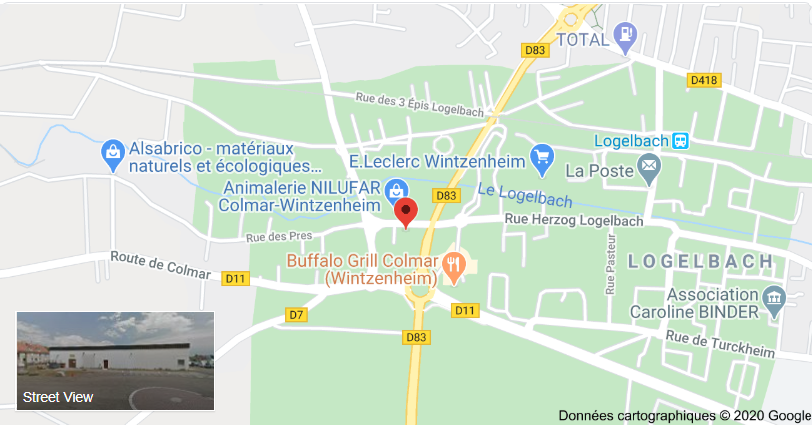 TOTAL
D83
D418
Rue des 3 Épis Logelbach
Logelbach
Alsabrico - matériaux
naturels et écologiques...
E.Leclerc Wintzenheim
La Poste
Animalerie NILUFAR
Colmar-Wintzenheim
D83
Le Logelbach
Rue Herzog Logelbach
Rue des Pres
Route de Colmar
D11
Buffalo Grill Colmar
(Wintzenheim)
Rue Pasteur
LOGELBACH
Association
Caroline BINDER
D7
D11
D83
Rue de Turckheim
Street View
Données cartographiques © 2020 Google